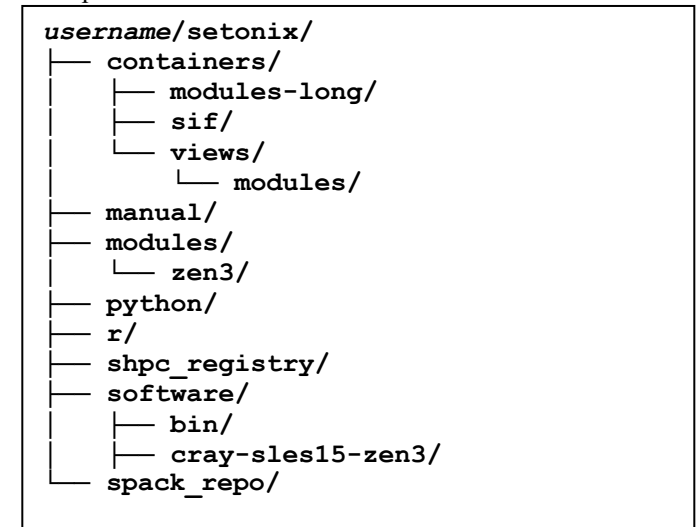 username/setonix/
├── containers/
│   ├── modules-long/
│   ├── sif/
│   └── views/
│       └── modules/
├── manual/
├── modules/
│   └── zen3/
├── python/
├── r/
├── shpc_registry/
├── software/
│   ├── bin/
│   ├── cray-sles15-zen3/
└── spack_repo/